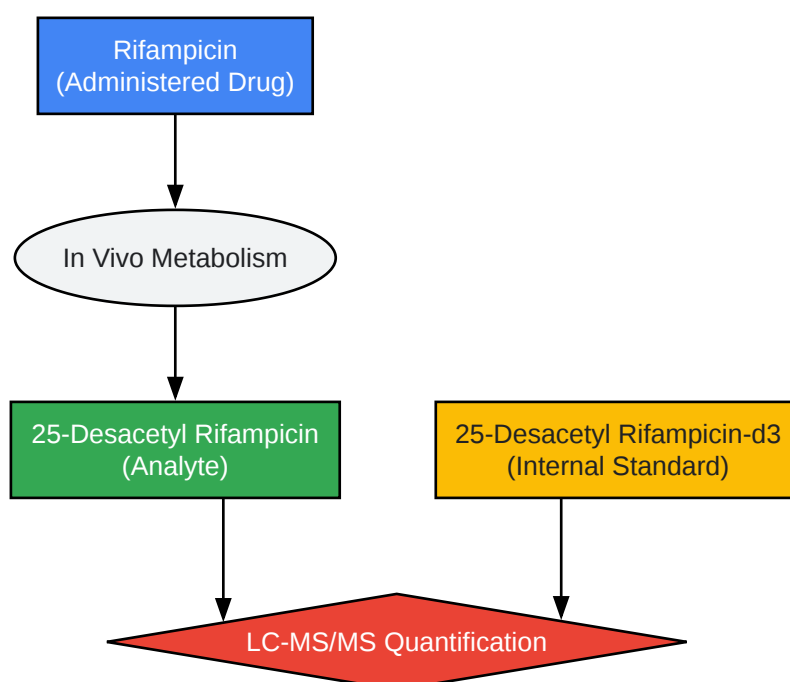 Rifampicin
(Administered Drug)
In Vivo Metabolism
25-Desacetyl Rifampicin
(Analyte)
25-Desacetyl Rifampicin-d3
(Internal Standard)
LC-MS/MS Quantification